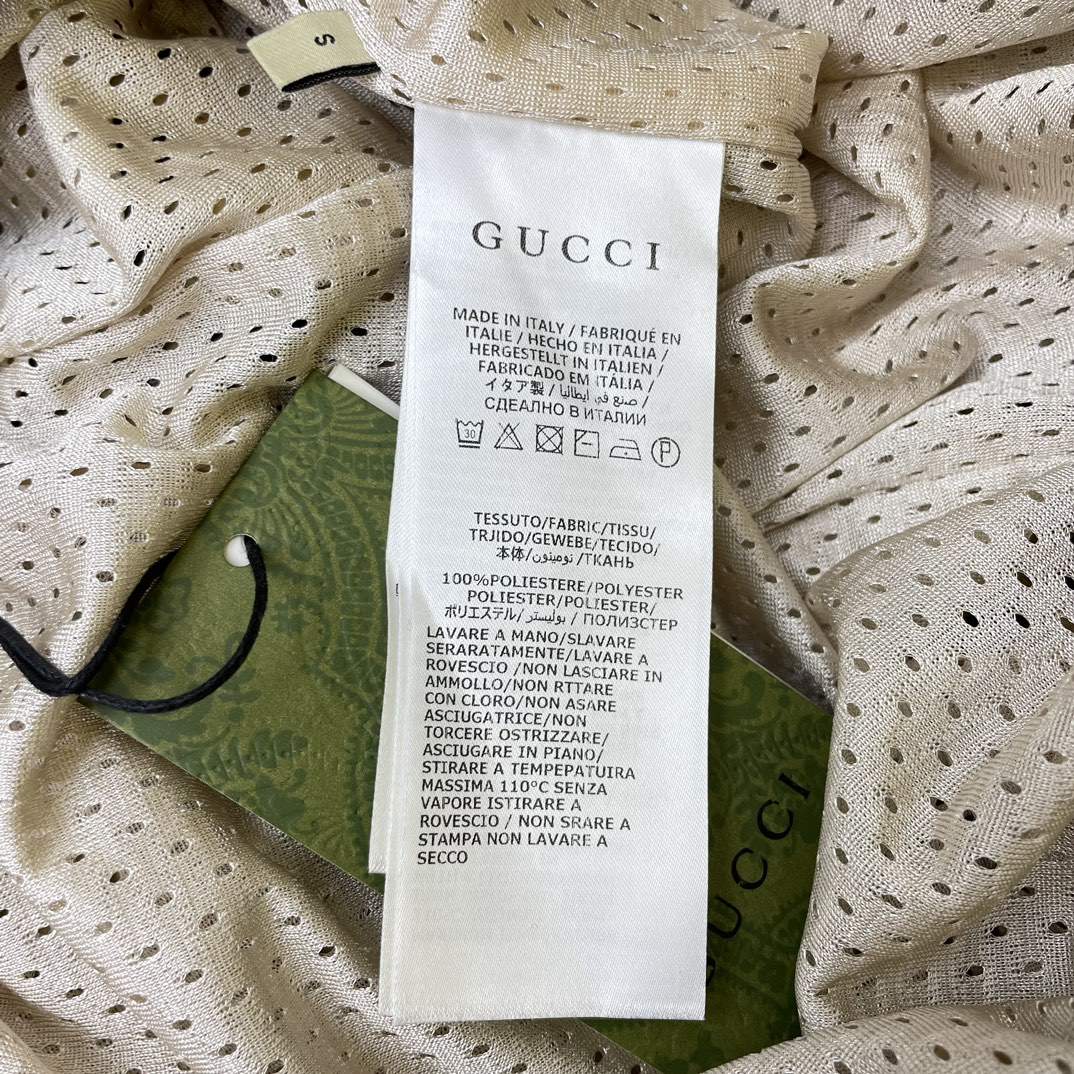 S
GUCCI
MADE IN ITALY / FABRIQUÉ EN
ITALIE / HECHO EN ITALIA /
HERGESTELLT IN ITALIEN /
FABRICADO EM ITÁLIA /
イタア製 / صنع في ايطاليا /
СДЕАЛНО В ИТАЛИИ
30 P
TESSUTO/FABRIC/TISSU/
TRJIDO/GEWEBE/TECIDO/
本体/نومينون/ТКАНЬ
100%POLIESTERE/POLYESTER
POLIESTER/POLIESTER/
ポリエステル/بوليستر / ПОЛИЗСТЕР
LAVARE A MANO/SLAVARE
SERARATAMENTE/LAVARE A
ROVESCIO /NON LASCIARE IN
AMMOLLO/NON RTTARE
CON CLORO/NON ASARE
ASCIUGATRICE/NON
TORCERE OSTRIZZARE/
ASCIUGARE IN PIANO/
STIRARE A TEMPEPATUIRA
MASSIMA 110°C SENZA
VAPORE ISTIRARE A
ROVESCIO /NON SRARE A
STAMPA NON LAVARE A
SECCO
GUCCI